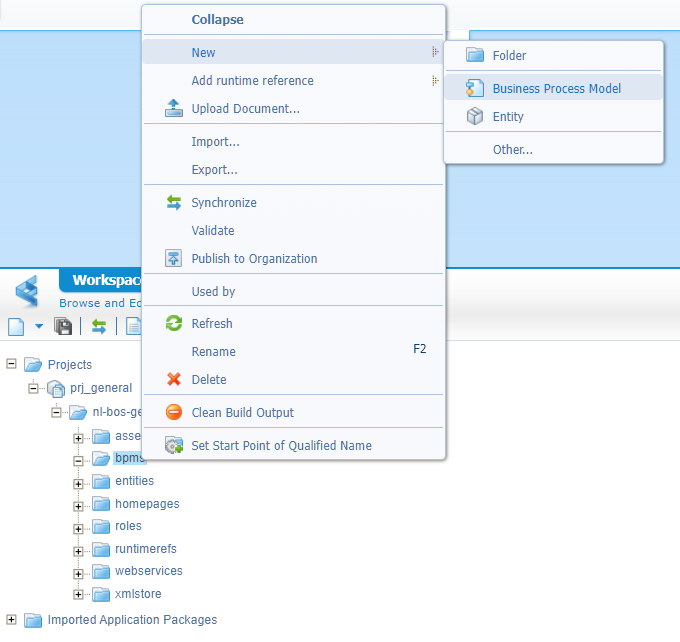 Collapse
New
Add runtime reference
Upload Document...
Import...
Export...
Synchronize
Validate
Publish to Organization
Used by
Refresh
Rename F2
Delete
Clean Build Output
Set Start Point of Qualified Name
Folder
Business Process Model
Entity
Other...
Workspac
Browse and Ed
Projects
prj_general
nl-bos-ge
asse
bpms
entities
homepages
roles
runtimerefs
webservices
xmlstore
Imported Application Packages